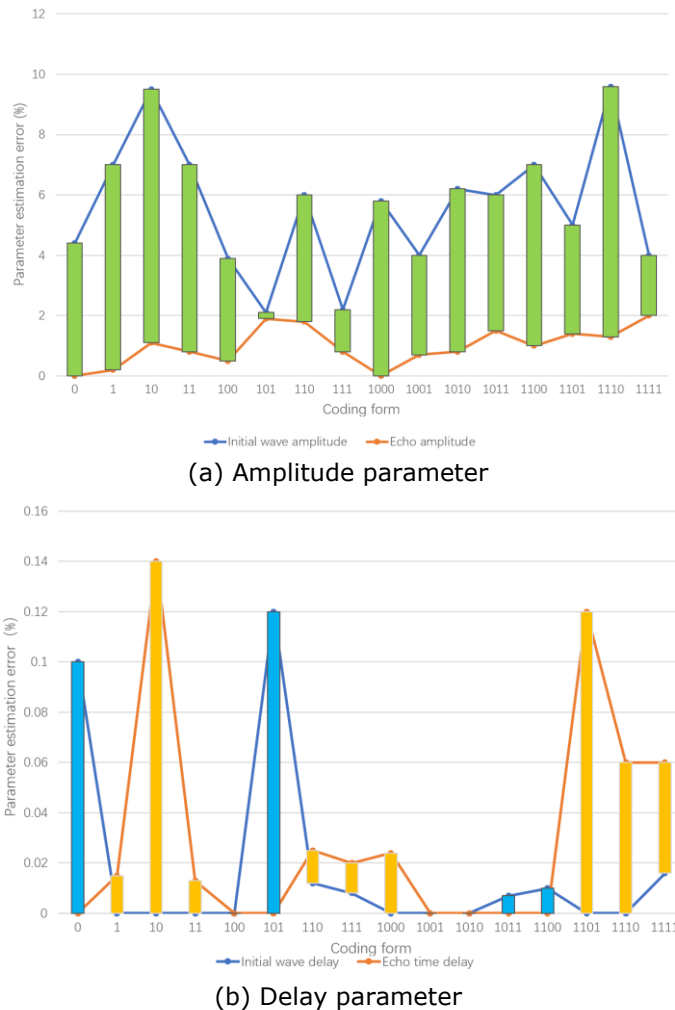 12
10
8
6
4
2
0
Parameter estimation error (%)
0 1 10 11 100 101 110 111 1000 1001 1010 1011 1100 1101 1110 1111
Coding form
Initial wave amplitude Echo amplitude
(a) Amplitude parameter
0.16
0.14
0.12
0.1
0.08
0.06
0.04
0.02
0
Parameter estimation error (%)
0 1 10 11 100 101 110 111 1000 1001 1010 1011 1100 1101 1110 1111
Coding form
Initial wave delay Echo time delay
(b) Delay parameter